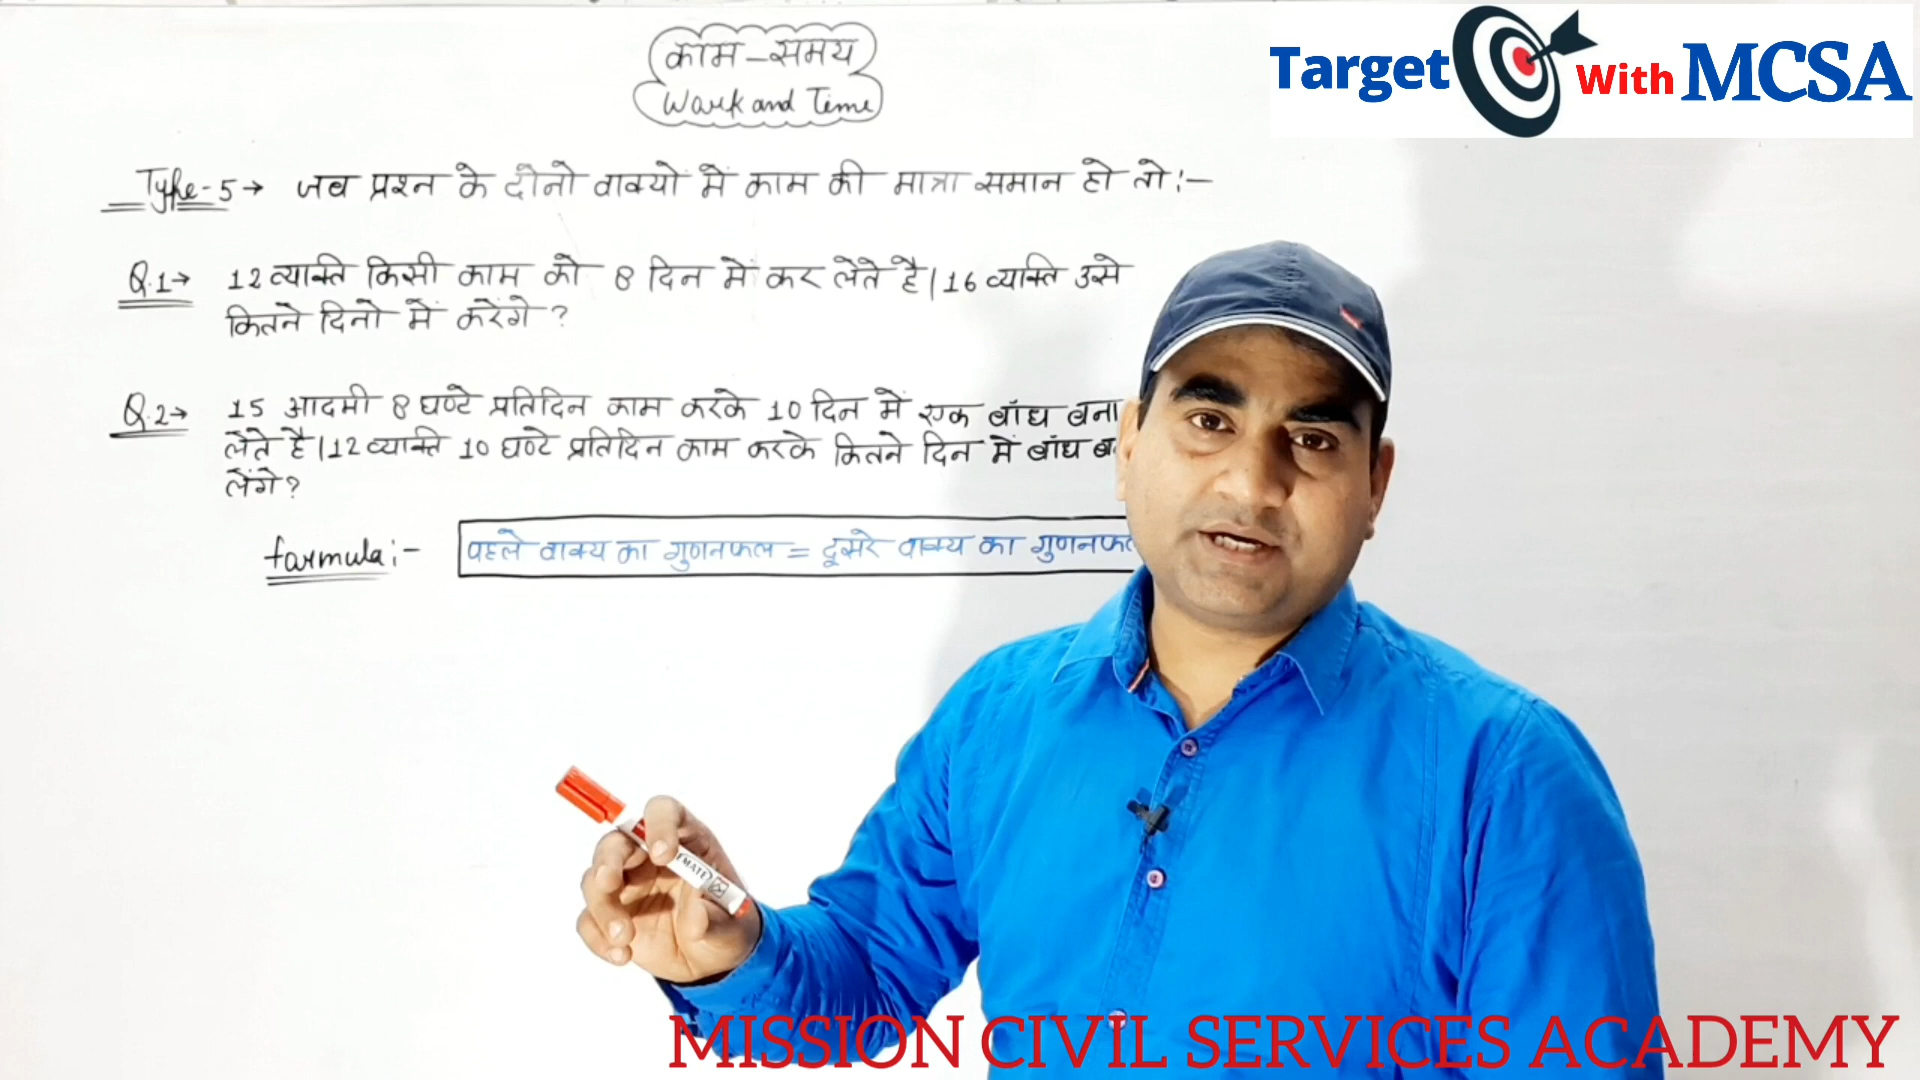 काम-समय
Work and Time
Target With MCSA
Type-5→ जब प्रश्न के दोनो वाक्यों में काम की मात्रा समान हो तो:-
Q.1→ 12 व्यक्ति किसी काम को 8 दिन में कर लेते है | 16 व्यक्ति उसे
कितने दिनो में करेंगे ?
Q.2→ 15 आदमी 8 घण्टे प्रतिदिन काम करके 10 दिन में एक बाँध बना
लेते है | 12 व्यक्ति 10 घण्टे प्रतिदिन काम करके कितने दिन में बाँध
लेंगे ?
formula:- पहले वाक्य का गुणनफल = दूसरे वाक्य का
MATE
MISSION CIVIL SERVICES ACADEMY